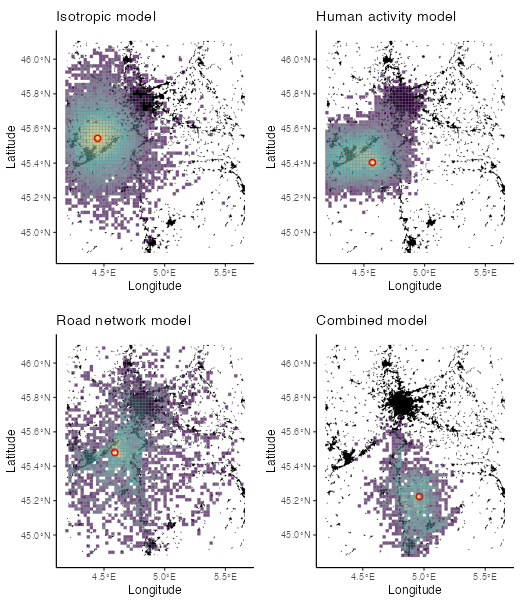 Isotropic model
Human activity model
46.0°N
45.8°N
45.6°N
45.4°N
45.2°N
45.0°N
Latitude
4.5°E 5.0°E 5.5°E
Longitude
46.0°N
45.8°N
45.6°N
45.4°N
45.2°N
45.0°N
Latitude
4.5°E 5.0°E 5.5°E
Longitude
Road network model
Combined model
46.0°N
45.8°N
45.6°N
45.4°N
45.2°N
45.0°N
Latitude
4.5°E 5.0°E 5.5°E
Longitude
46.0°N
45.8°N
45.6°N
45.4°N
45.2°N
45.0°N
Latitude
4.5°E 5.0°E 5.5°E
Longitude